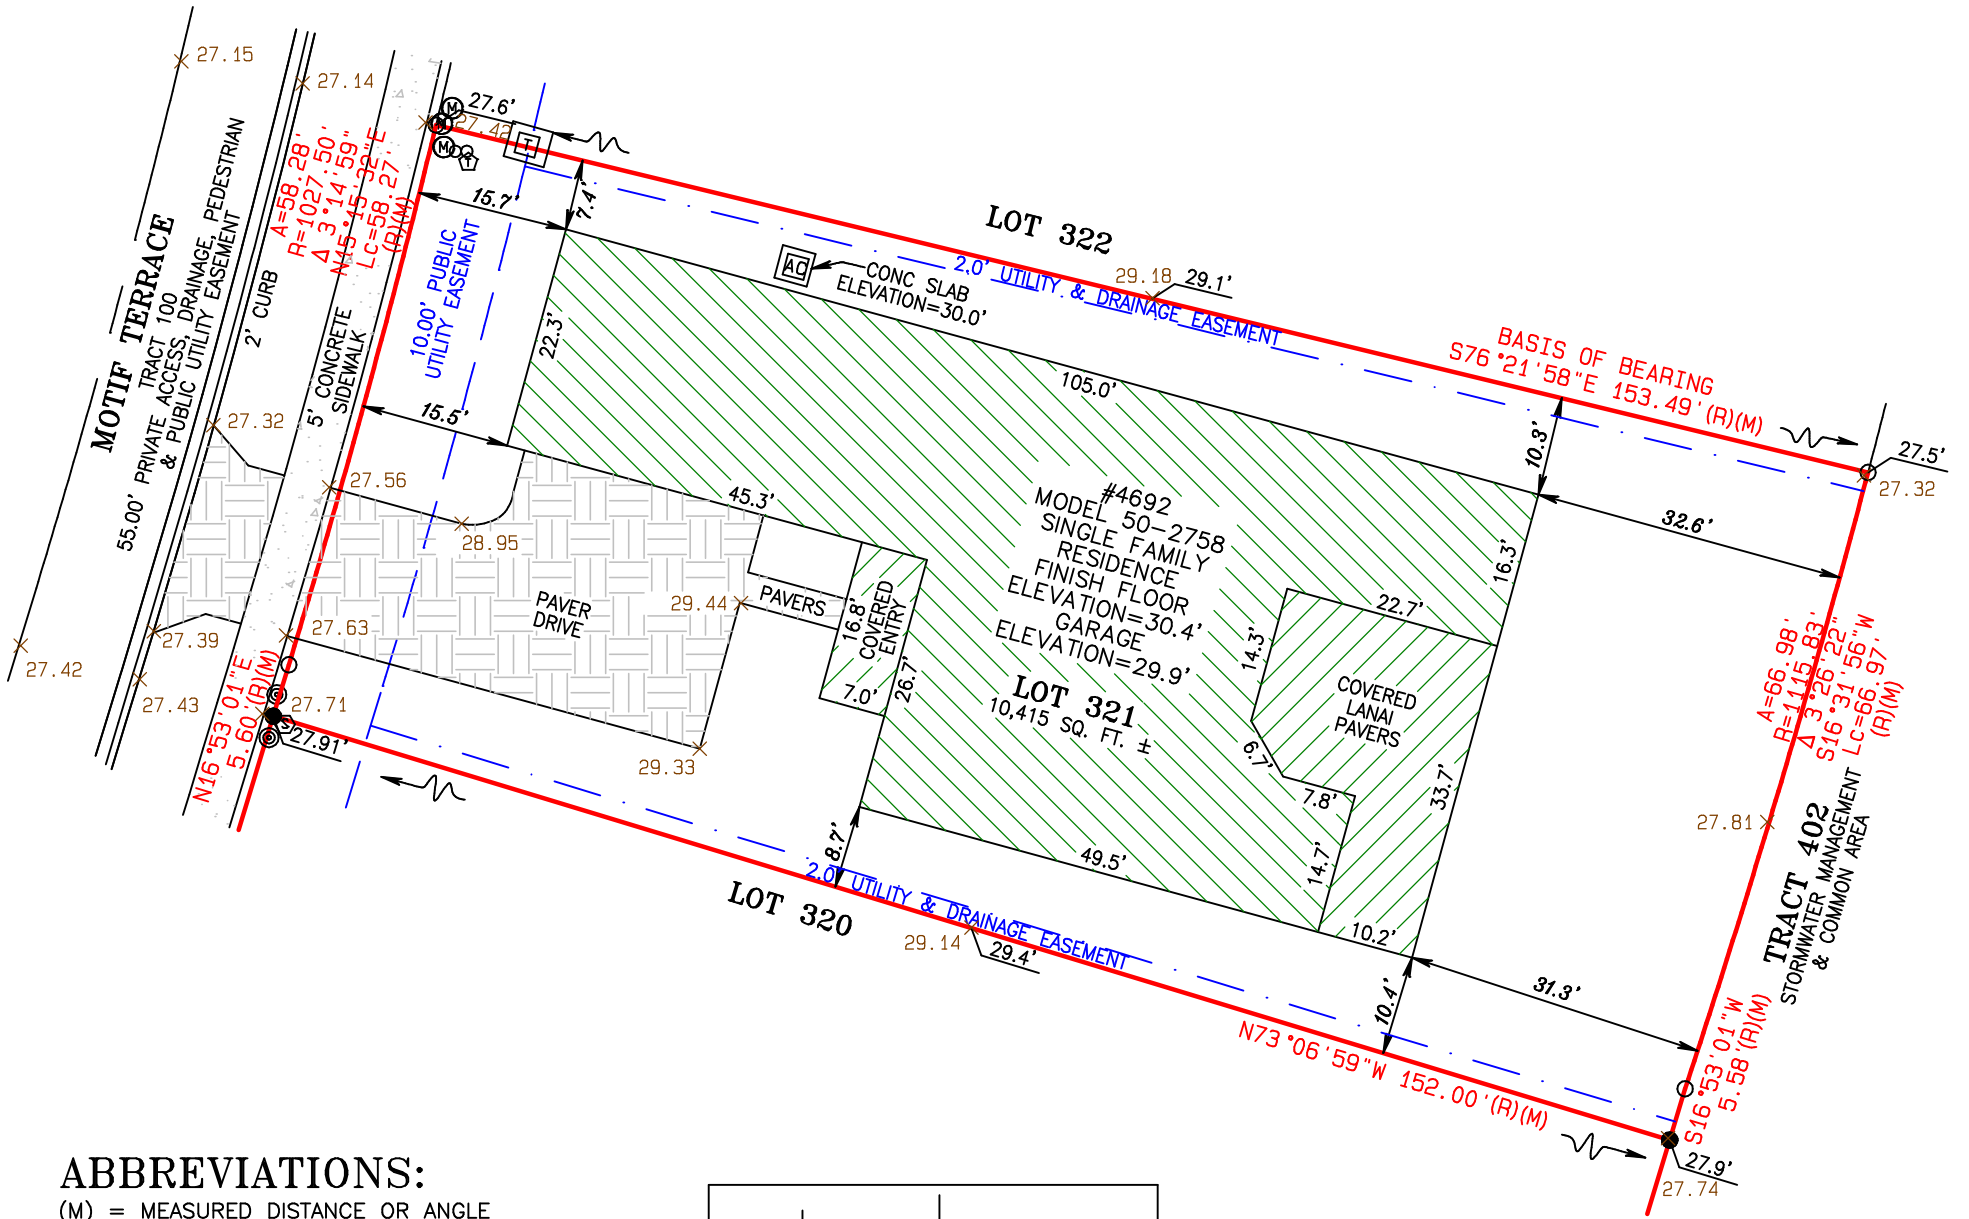 27.15
27.14
27.6'
27.42
M
M
T
T
A=58.28'
R=1027.50'
Δ 3°14'59"
N15°45'32"E
Lc=58.27'
(R)(M)
MOTIF TERRACE
TRACT 100
55.00' PRIVATE ACCESS, DRAINAGE, PEDESTRIAN
& PUBLIC UTILITY EASEMENT
2' CURB
5' CONCRETE
SIDEWALK
10.00' PUBLIC
UTILITY EASEMENT
15.7'
7.4'
22.3'
15.5'
AC
CONC SLAB
ELEVATION=30.0'
LOT 322
2.0' UTILITY & DRAINAGE EASEMENT
29.18
29.1'
105.0'
BASIS OF BEARING
S76°21'58"E 153.49'(R)(M)
10.3'
27.5'
27.32
32.6'
16.3'
27.32
27.56
28.95
45.3'
#4692
MODEL 50-2758
SINGLE FAMILY
RESIDENCE
FINISH FLOOR
ELEVATION=30.4'
GARAGE
ELEVATION=29.9'
LOT 321
10,415 SQ. FT. ±
22.7'
14.3'
COVERED
LANAI
PAVERS
6.7'
7.8'
33.7'
14.7'
PAVER
DRIVE
29.44
PAVERS
16.8'
COVERED
ENTRY
26.7'
7.0'
27.42
27.39
27.63
27.43
27.71
27.91'
S
N16°53'01"E
5.60'(R)(M)
29.33
8.7'
49.5'
10.2'
A=66.98'
R=1115.83'
Δ 3°26'22"
S16°31'56"W
Lc=66.97'
(R)(M)
27.81
TRACT 402
STORMWATER MANAGEMENT
& COMMON AREA
LOT 320
2.0' UTILITY & DRAINAGE EASEMENT
29.14
29.4'
31.3'
10.4'
N73°06'59"W 152.00'(R)(M)
S16°53'01"W
5.58'(R)(M)
27.9'
27.74
ABBREVIATIONS:
(M) = MEASURED DISTANCE OR ANGLE